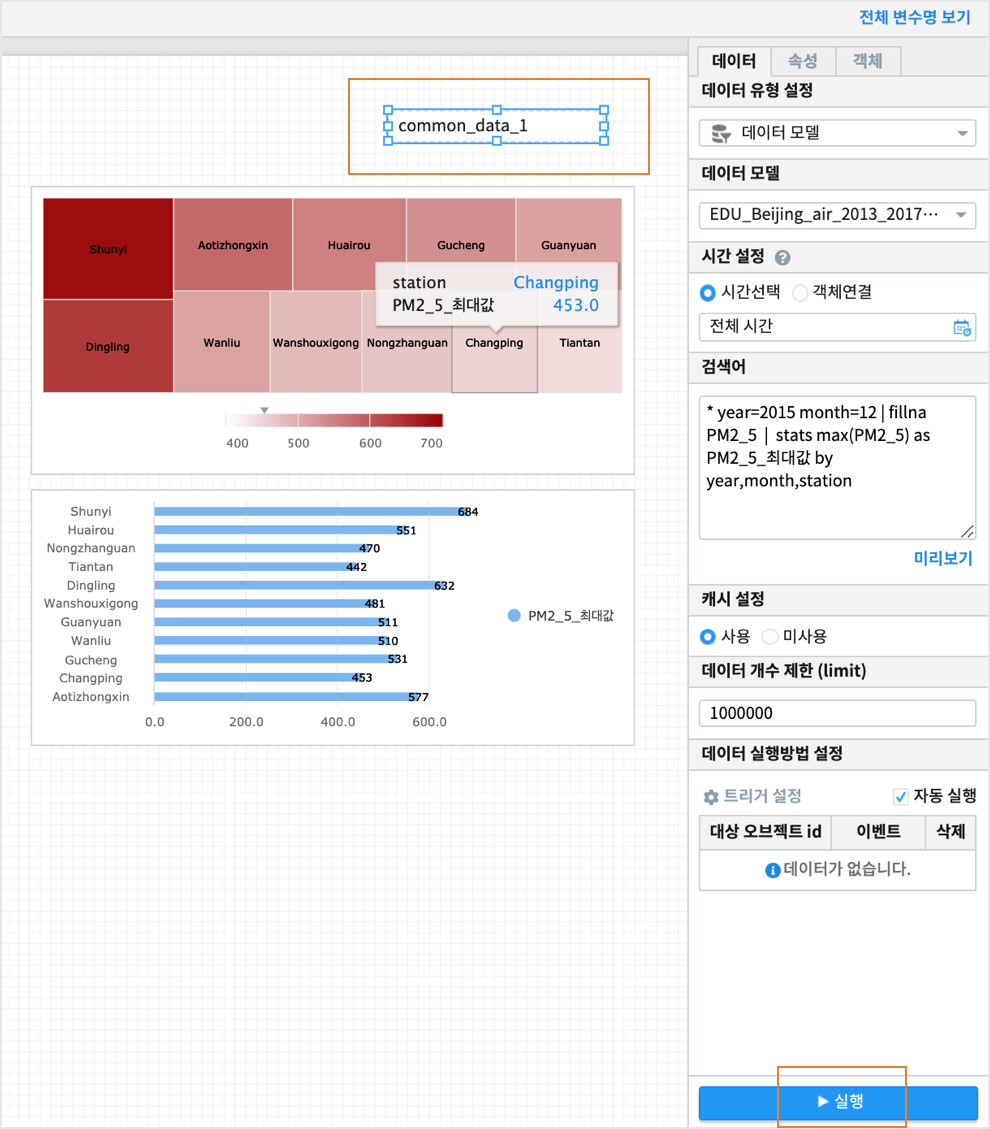 전체 변수명 보기
common_data_1
Shunyi
Aotizhongxin
Huairou
Gucheng
Guanyuan
station Changping
PM2_5_최대값 453.0
Dingling
Wanliu
Wanshouxigong
Nongzhanguan
Changping
Tiantan
400 500 600 700
Shunyi 684
Huairou 551
Nongzhanguan 470
Tiantan 442
Dingling 632
Wanshouxigong 481
Guanyuan 511
Wanliu 510
Gucheng 531
Changping 453
Aotizhongxin 577
0.0 200.0 400.0 600.0
PM2_5_최대값
데이터 속성 객체
데이터 유형 설정
데이터 모델
데이터 모델
EDU_Beijing_air_2013_2017···
시간 설정 ?
시간선택 객체연결
전체 시간
검색어
* year=2015 month=12 | fillna
PM2_5 | stats max(PM2_5) as
PM2_5_최대값 by
year,month,station
미리보기
캐시 설정
사용 미사용
데이터 개수 제한 (limit)
1000000
데이터 실행방법 설정
트리거 설정 자동 실행
대상 오브젝트 id 이벤트 삭제
데이터가 없습니다.
실행